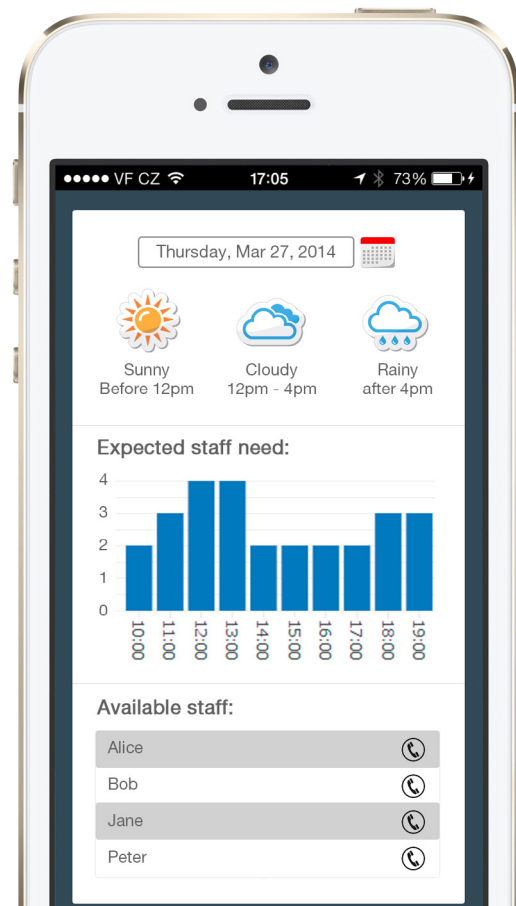 VF CZ 17:05 73%
Thursday, Mar 27, 2014
Sunny Cloudy Rainy
Before 12pm 12pm - 4pm after 4pm
Expected staff need:
4
3
2
1
0
10:00 11:00 12:00 13:00 14:00 15:00 16:00 17:00 18:00 19:00
Available staff:
Alice
Bob
Jane
Peter